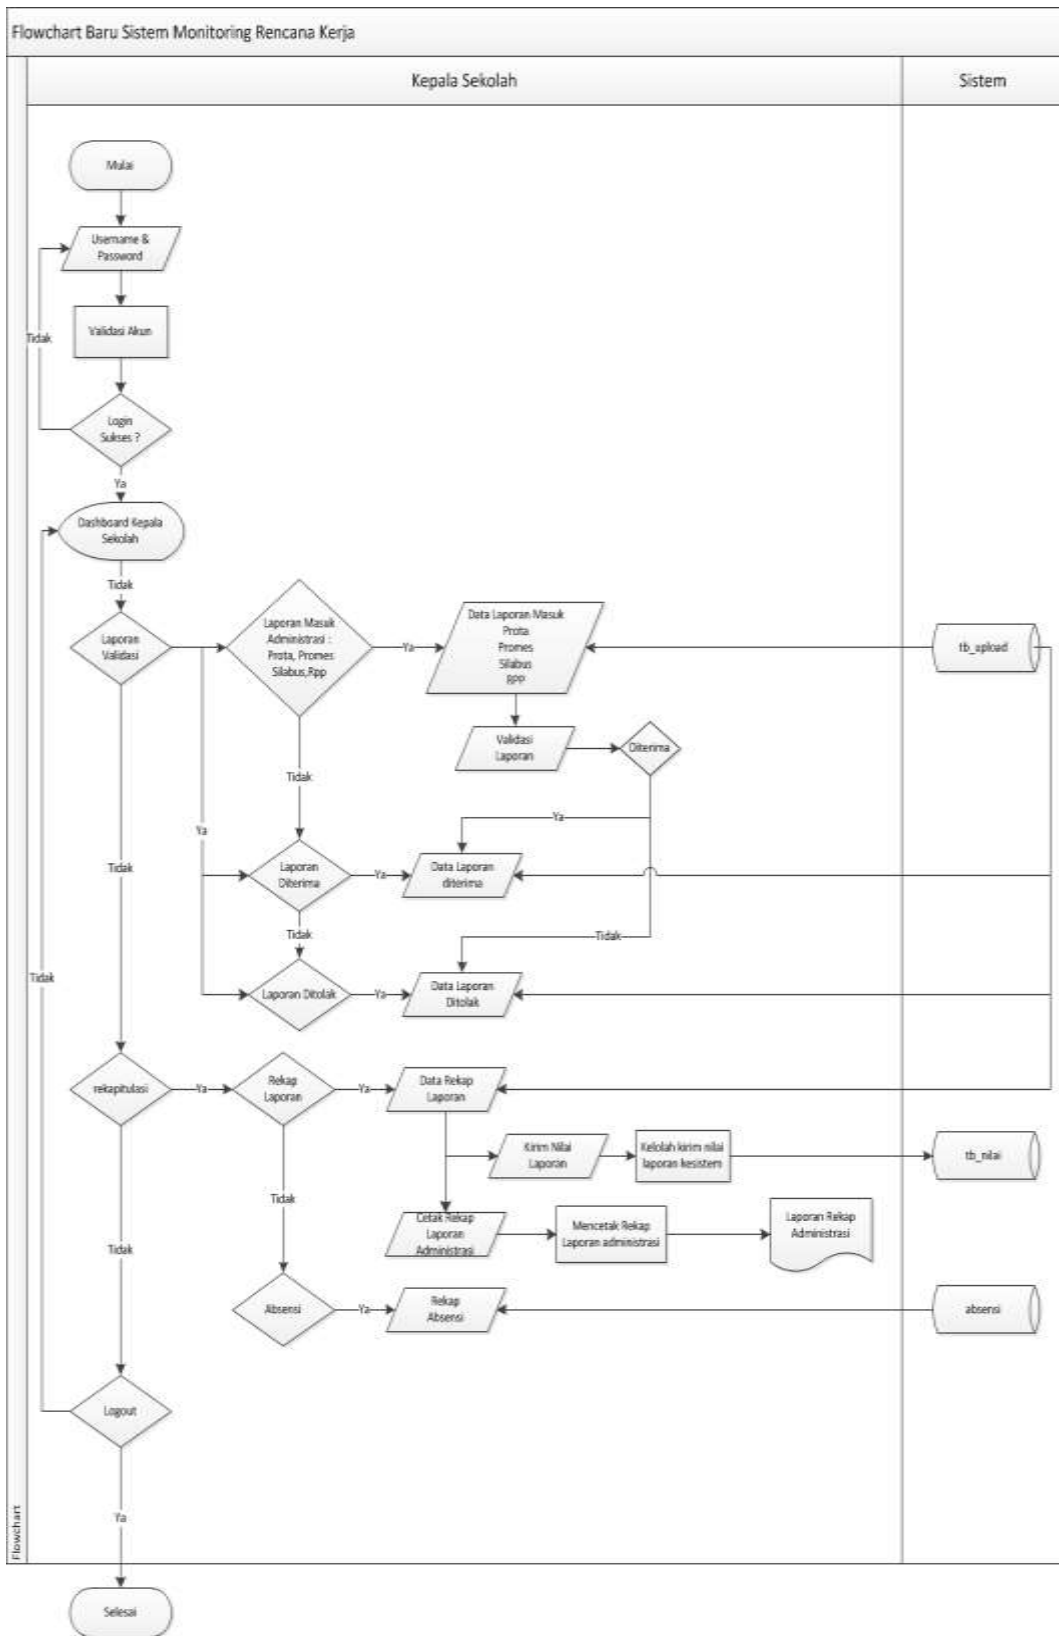 Flowchart Baru Sistem Monitoring Rencana Kerja
Kepala Sekolah
Sistem
Mulai
Username &
Password
Validasi Akun
Tidak
Login
Sukses ?
Ya
Dashboard Kepala
Sekolah
Tidak
Laporan
Validasi
Laporan Masuk
Administrasi :
Prota, Promes
Silabus,Rpp
Ya
Data Laporan Masuk
Prota
Promes
Silabus
RPP
tb_upload
Validasi
Laporan
Diterima
Tidak
Ya
Ya
Tidak
Laporan
Diterima
Ya
Data Laporan
diterima
Tidak
Tidak
Tidak
Laporan Ditolak
Ya
Data Laporan
Ditolak
rekapitulasi
Ya
Rekap
Laporan
Ya
Data Rekap
Laporan
Kirim Nilai
Laporan
Kelolah kirim nilai
laporan kesistem
tb_nilai
Tidak
Cetak Rekap
Laporan
Administrasi
Mencetak Rekap
Laporan administrasi
Laporan Rekap
Administrasi
Tidak
Absensi
Ya
Rekap
Absensi
absensi
Logout
Ya
Flowchart
Selesai